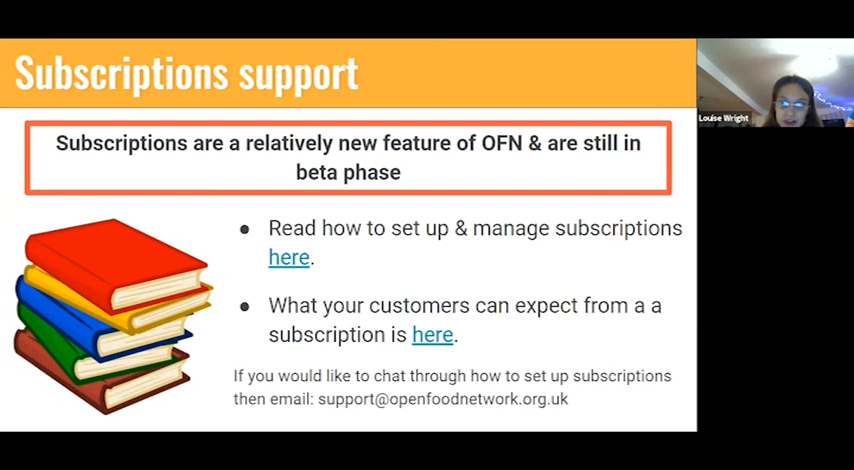 Subscriptions support
Louise Wright
Subscriptions are a relatively new feature of OFN & are still in
beta phase
● Read how to set up & manage subscriptions
here.
● What your customers can expect from a a
subscription is here.
If you would like to chat through how to set up subscriptions
then email: support@openfoodnetwork.org.uk